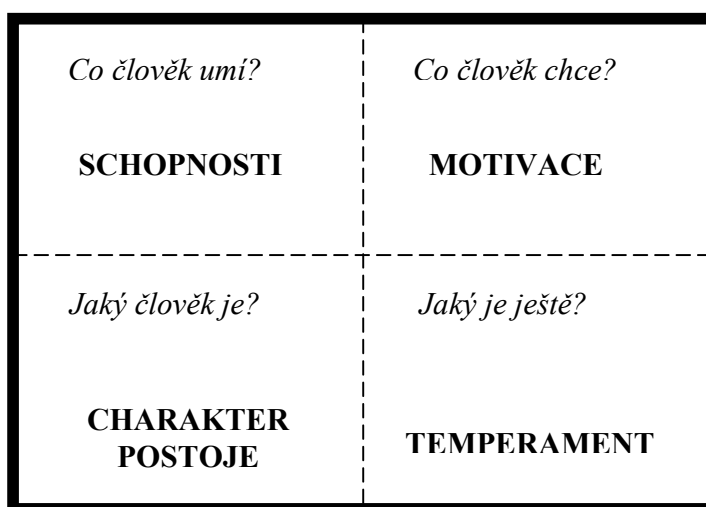 Co člověk umí?
Co člověk chce?
SCHOPNOSTI
MOTIVACE
Jaký člověk je?
Jaký je ještě?
CHARAKTER
POSTOJE
TEMPERAMENT